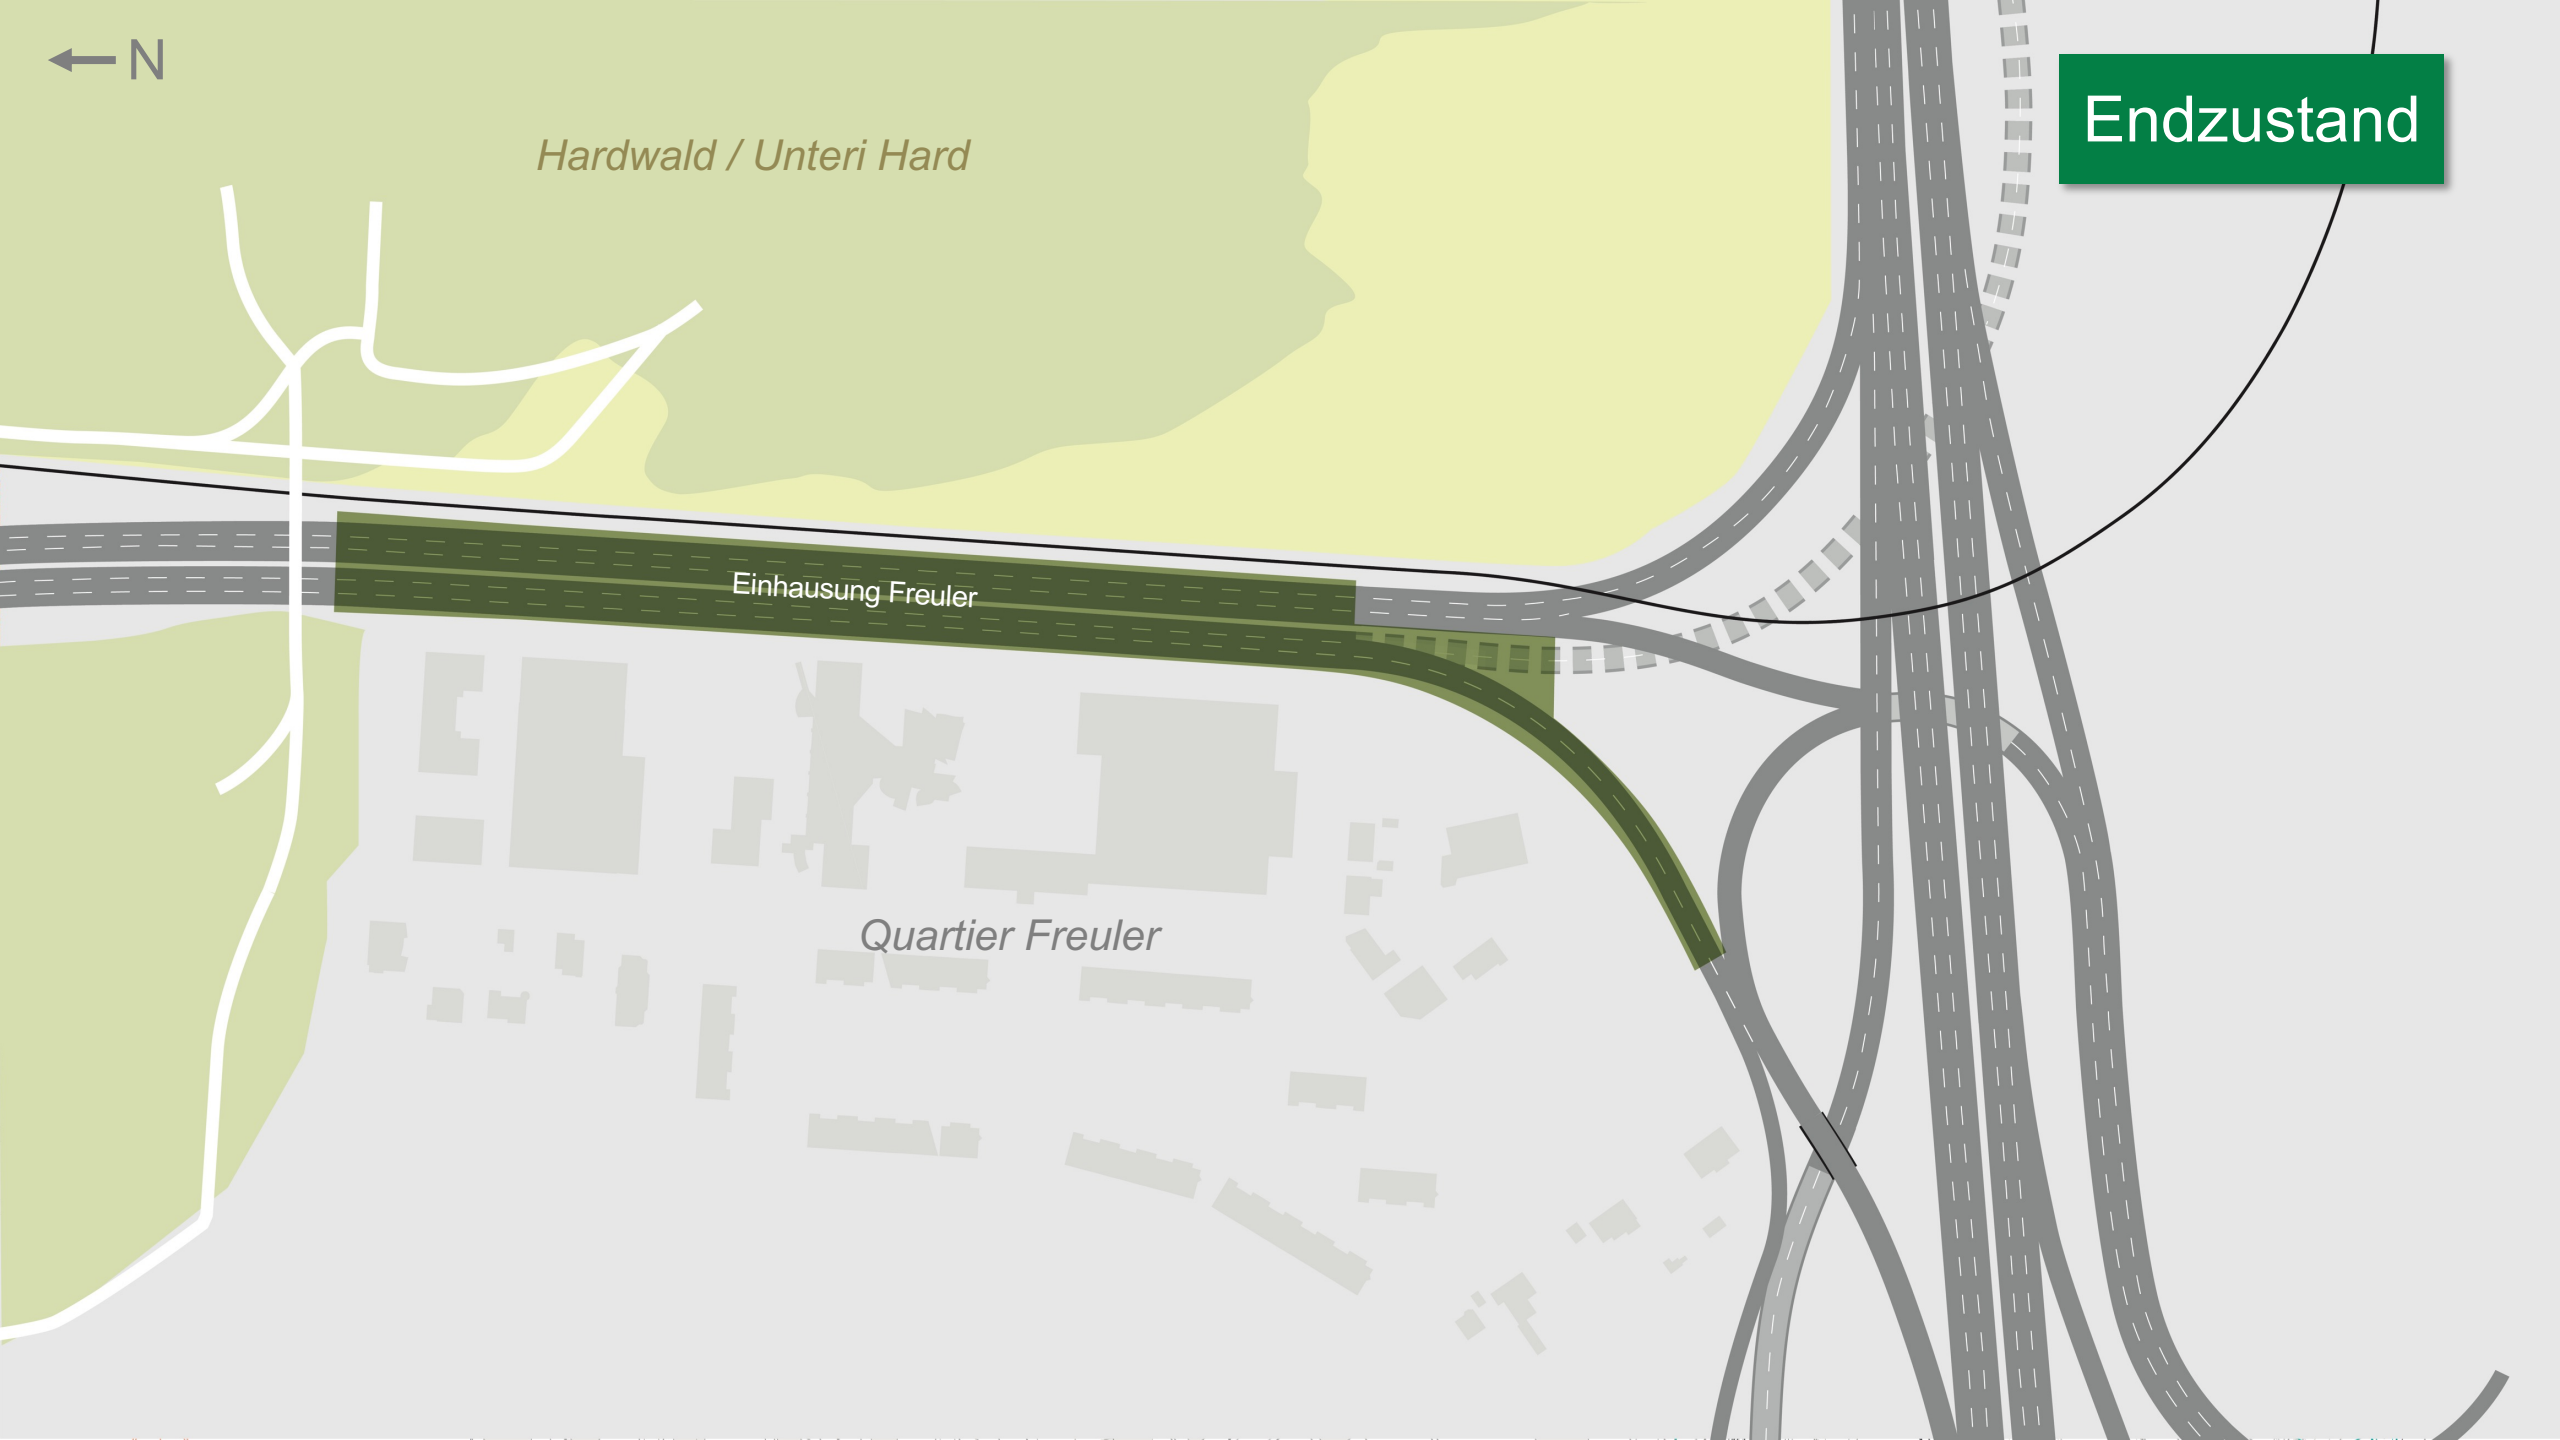 N
Endzustand
Hardwald / Unteri Hard
Einhausung Freuler
Quartier Freuler